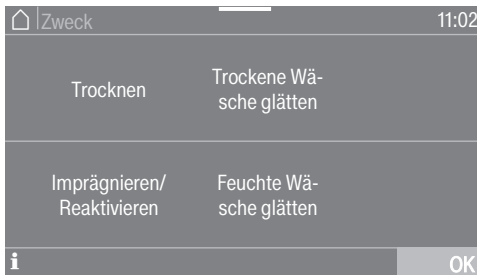 Zweck 11:02
Trocknen
Trockene Wä-
sche glätten
Imprägnieren/
Reaktivieren
Feuchte Wä-
sche glätten
i OK